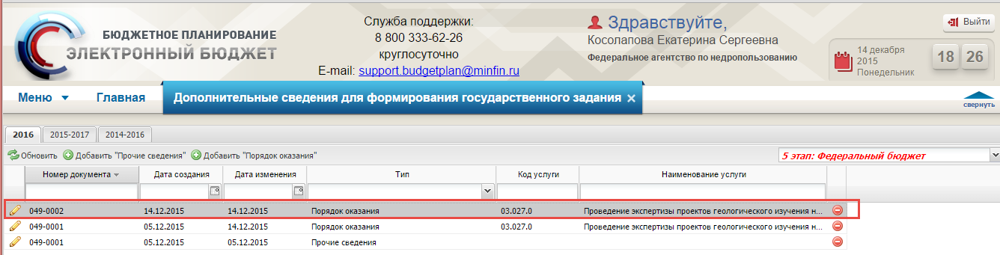 БЮДЖЕТНОЕ ПЛАНИРОВАНИЕ
ЭЛЕКТРОННЫЙ БЮДЖЕТ
Служба поддержки:
8 800 333-62-26
круглосуточно
E-mail: support.budgetplan@minfin.ru
Здравствуйте,
Косолапова Екатерина Сергеевна
Федеральное агентство по недропользованию
Выйти
14 декабря
2015
Понедельник
18 26
Меню Главная Дополнительные сведения для формирования государственного задания ×
свернуть
2016 2015-2017 2014-2016
Обновить Добавить "Прочие сведения" Добавить "Порядок оказания" 5 этап: Федеральный бюджет
Номер документа Дата создания Дата изменения Тип Код услуги Наименование услуги
049-0002 14.12.2015 14.12.2015 Порядок оказания 03.027.0 Проведение экспертизы проектов геологического изучения н...
049-0001 05.12.2015 14.12.2015 Порядок оказания 03.027.0 Проведение экспертизы проектов геологического изучения н...
049-0001 05.12.2015 05.12.2015 Прочие сведения